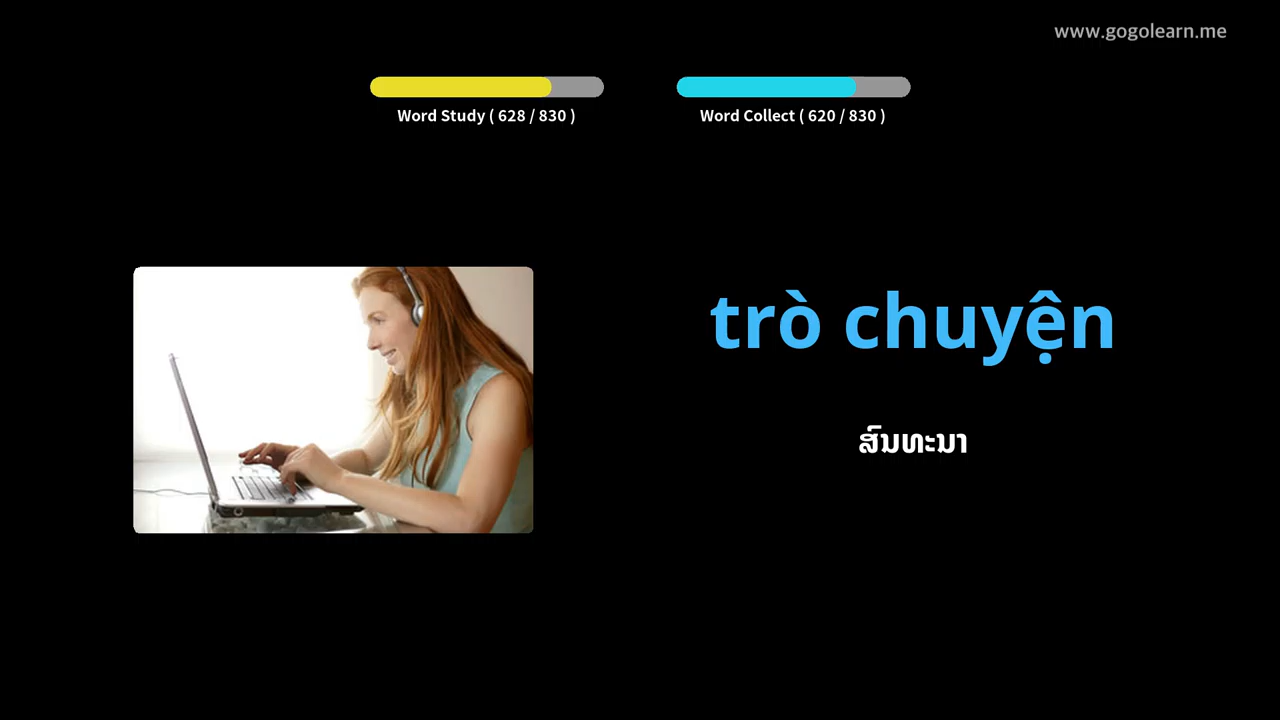 www.gogolearn.me
Word Study ( 628 / 830 )
Word Collect ( 620 / 830 )
trò chuyện
ສົນທະນາ